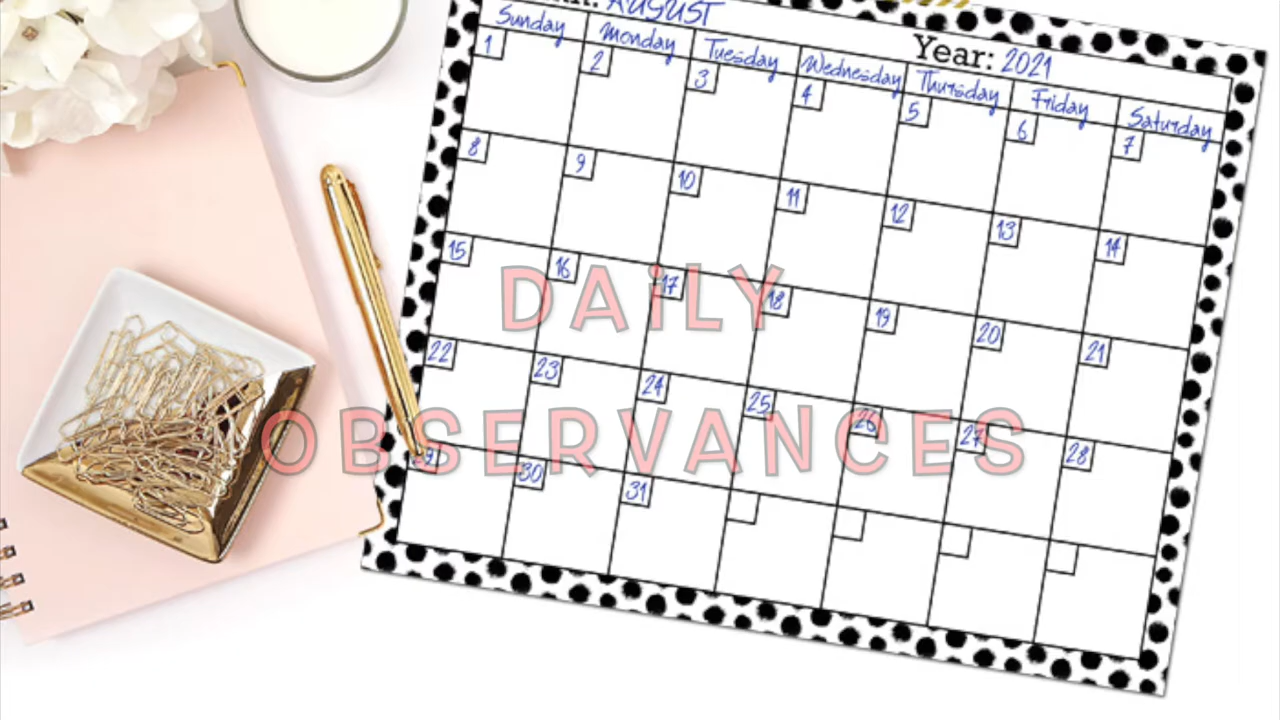 AUGUST
Year: 2021
Sunday Monday Tuesday Wednesday Thursday Friday Saturday
1 2 3 4 5 6 7
8 9 10 11 12 13 14
15 16 17 18 19 20 21
DAiLY
22 23 24 25 26 27 28
OBSERVANCES
29 30 31